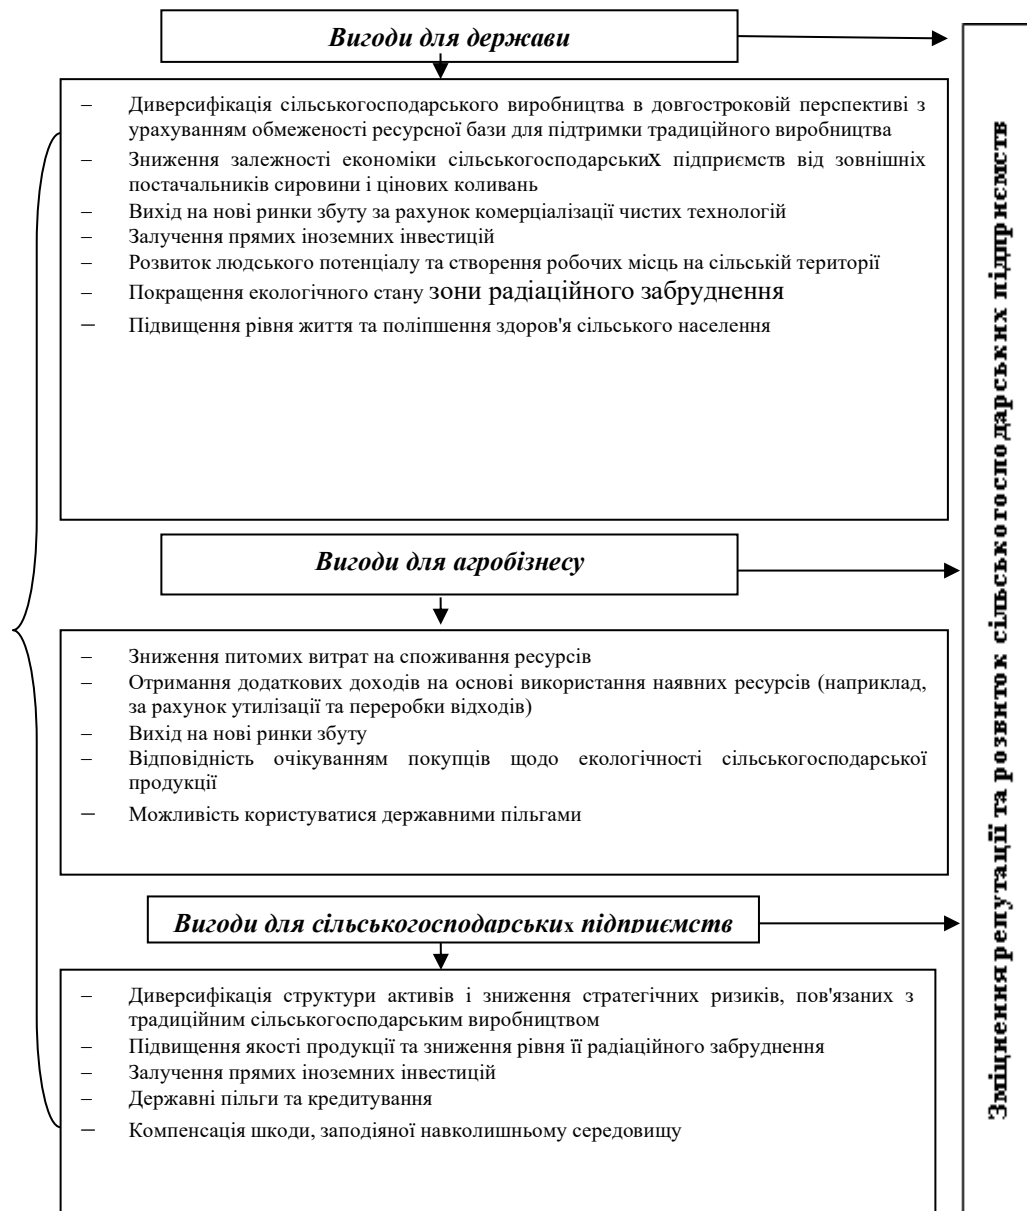 Вигоди для держави
– Диверсифікація сільськогосподарського виробництва в довгостроковій перспективі з
урахуванням обмеженості ресурсної бази для підтримки традиційного виробництва
– Зниження залежності економіки сільськогосподарських підприємств від зовнішніх
постачальників сировини і цінових коливань
– Вихід на нові ринки збуту за рахунок комерціалізації чистих технологій
– Залучення прямих іноземних інвестицій
– Розвиток людського потенціалу та створення робочих місць на сільській території
– Покращення екологічного стану зони радіаційного забруднення
– Підвищення рівня життя та поліпшення здоров'я сільського населення
Вигоди для агробізнесу
– Зниження питомих витрат на споживання ресурсів
– Отримання додаткових доходів на основі використання наявних ресурсів (наприклад,
за рахунок утилізації та переробки відходів)
– Вихід на нові ринки збуту
– Відповідність очікуванням покупців щодо екологічності сільськогосподарської
продукції
– Можливість користуватися державними пільгами
Вигоди для сільськогосподарських підприємств
– Диверсифікація структури активів і зниження стратегічних ризиків, пов'язаних з
традиційним сільськогосподарським виробництвом
– Підвищення якості продукції та зниження рівня її радіаційного забруднення
– Залучення прямих іноземних інвестицій
– Державні пільги та кредитування
– Компенсація шкоди, заподіяної навколишньому середовищу
Зміцнення репутації та розвиток сільськогосподарських підприємств